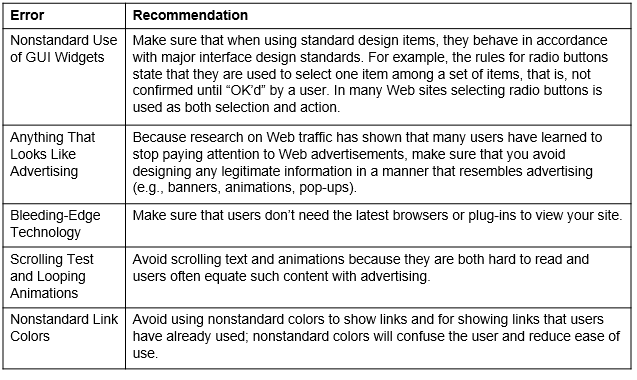 Error
Recommendation
Nonstandard Use
of GUI Widgets
Make sure that when using standard design items, they behave in accordance
with major interface design standards. For example, the rules for radio buttons
state that they are used to select one item among a set of items, that is, not
confirmed until “OK’d” by a user. In many Web sites selecting radio buttons is
used as both selection and action.
Anything That
Looks Like
Advertising
Because research on Web traffic has shown that many users have learned to
stop paying attention to Web advertisements, make sure that you avoid
designing any legitimate information in a manner that resembles advertising
(e.g., banners, animations, pop-ups).
Bleeding-Edge
Technology
Make sure that users don’t need the latest browsers or plug-ins to view your site.
Scrolling Test
and Looping
Animations
Avoid scrolling text and animations because they are both hard to read and
users often equate such content with advertising.
Nonstandard Link
Colors
Avoid using nonstandard colors to show links and for showing links that users
have already used; nonstandard colors will confuse the user and reduce ease of
use.